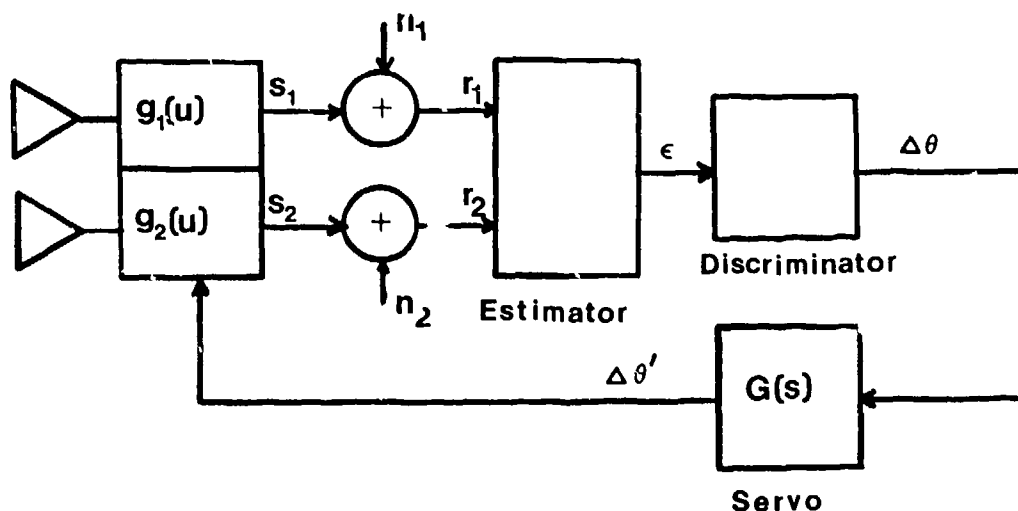 n₁
g₁(u)
s₁
+
r₁
ϵ
Δθ
g₂(u)
s₂
+
r₂
Discriminator
n₂
Estimator
Δθ′
G(s)
Servo